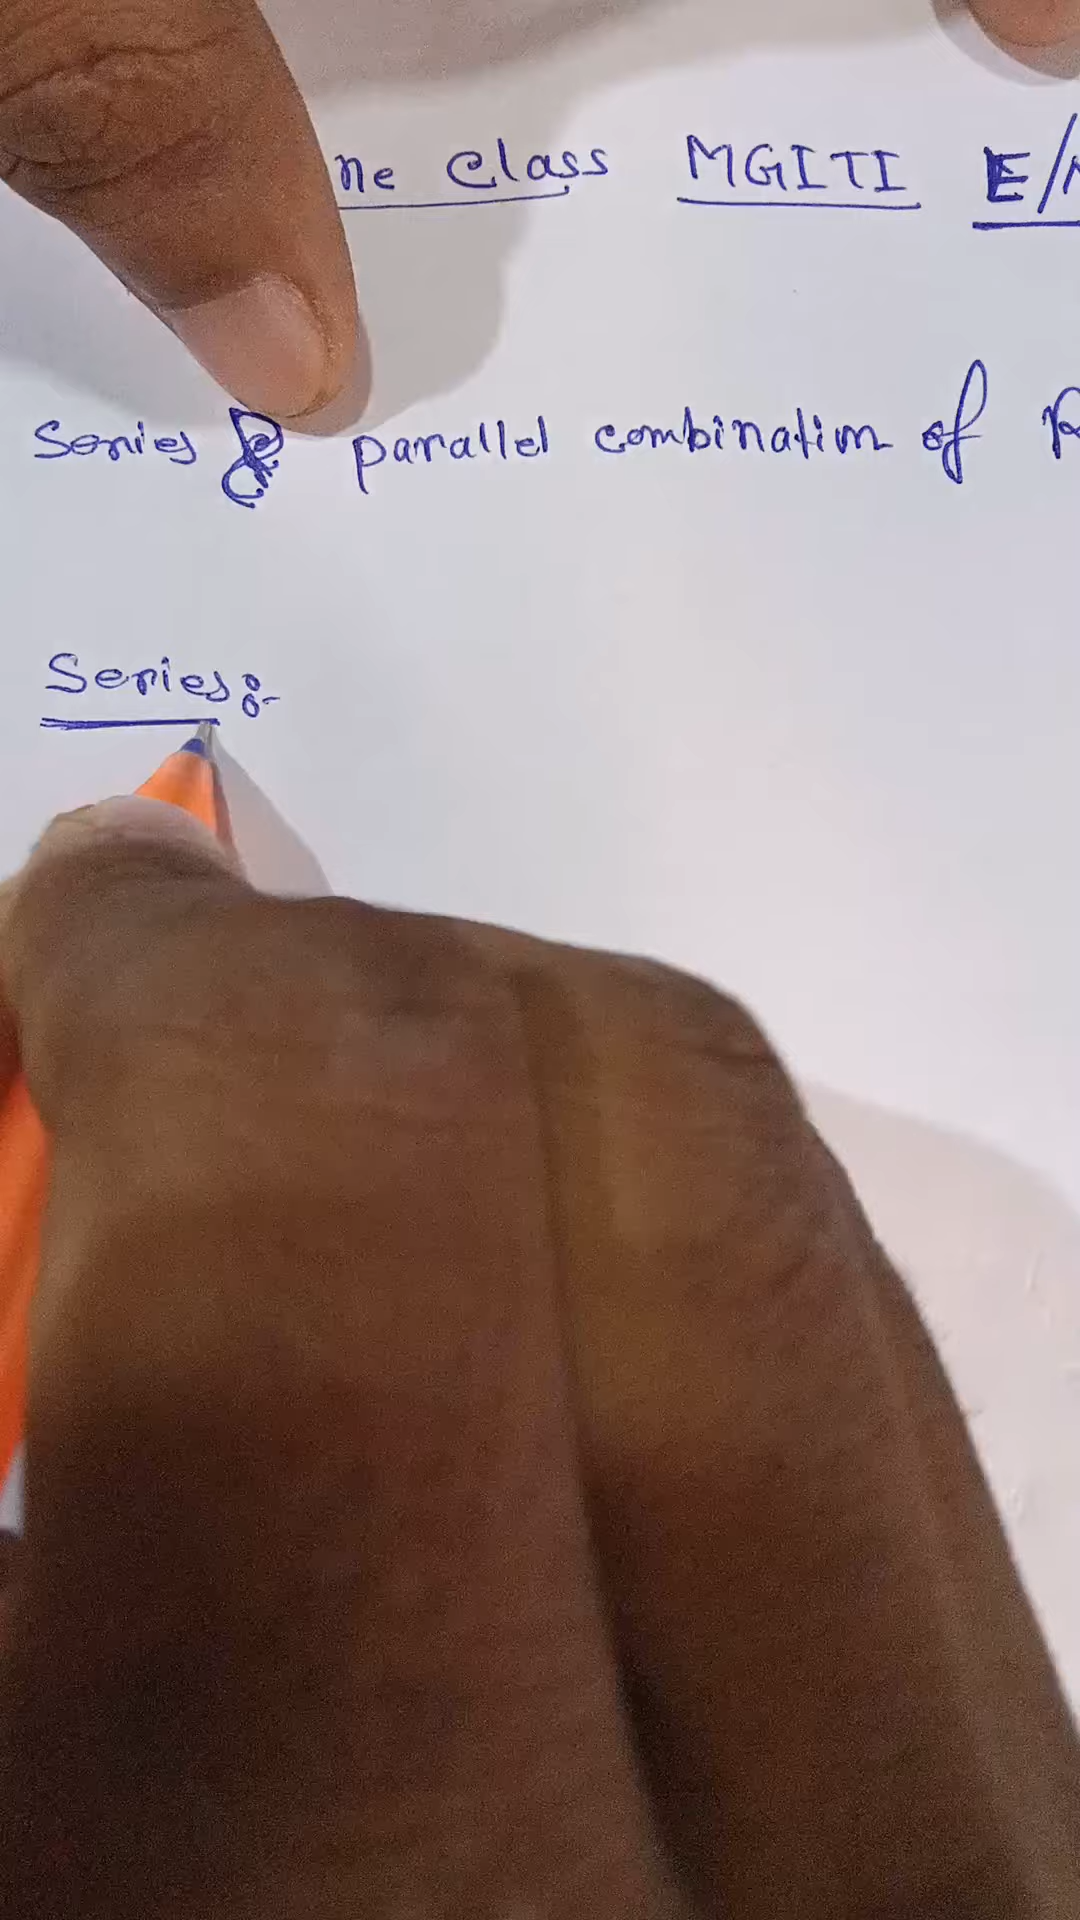 ne Class MGITI E/
Series & parallel combination of
Series:-